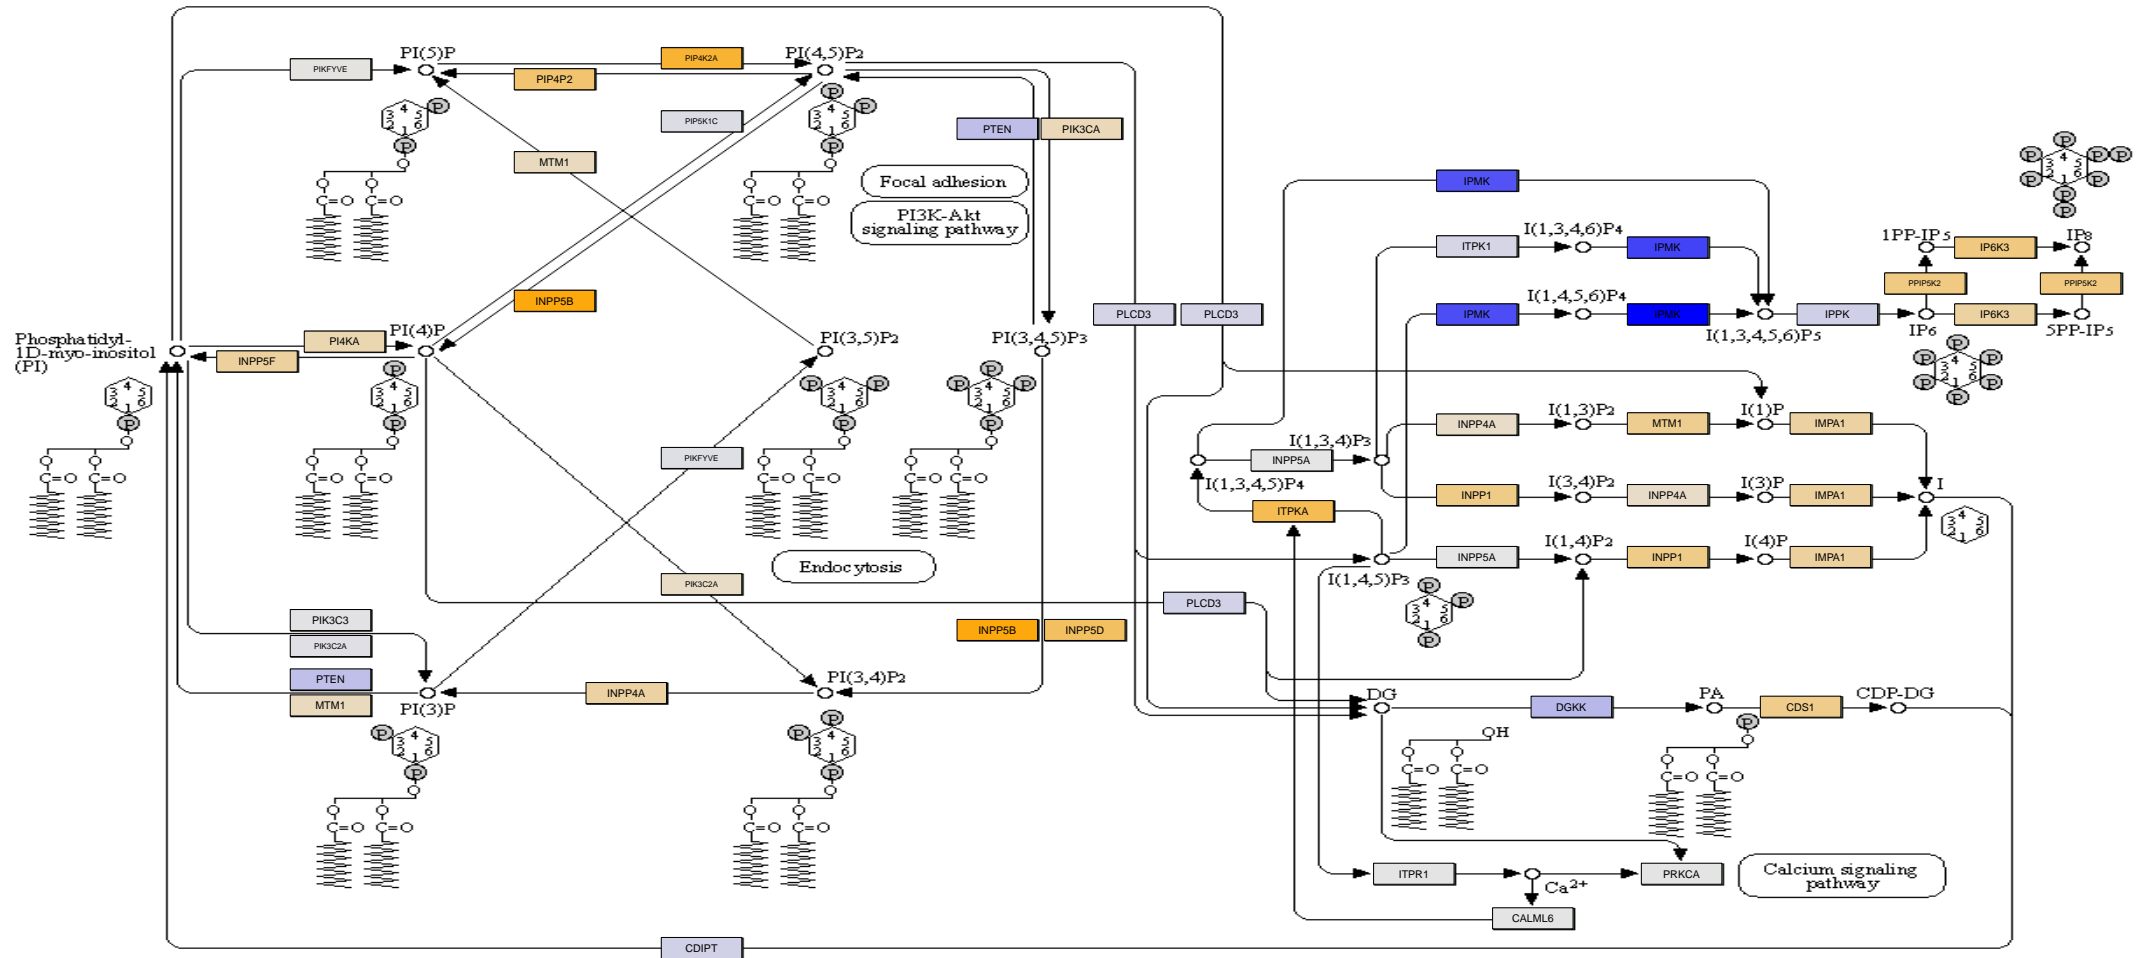 PI(5)P
PIKFYVE
PIP4K2A
PIP4P2
PI(4,5)P2
PIP5K1C
MTM1
PTEN
PIK3CA
Focal adhesion
PI3K-Akt
signaling pathway
INPP5B
Phosphatidyl-
1D-myo-inositol
(PI)
PI4KA
INPP5F
PI(4)P
PI(3,5)P2
PI(3,4,5)P3
PIKFYVE
PIK3C2A
Endocytosis
PIK3C3
PIK3C2A
PTEN
MTM1
PI(3)P
INPP4A
PI(3,4)P2
INPP5B
INPP5D
PLCD3
PLCD3
PLCD3
IPMK
ITPK1
I(1,3,4,6)P4
IPMK
IPMK
I(1,4,5,6)P4
IPMK
I(1,3,4,5,6)P5
IPPK
IP6
1PP-IP5
IP6K3
IP8
PPIP5K2
PPIP5K2
IP6K3
5PP-IP5
I(1,3,4)P3
INPP5A
I(1,3,4,5)P4
ITPKA
INPP4A
I(1,3)P2
MTM1
I(1)P
IMPA1
INPP1
I(3,4)P2
INPP4A
I(3)P
IMPA1
I
I(1,4,5)P3
INPP5A
I(1,4)P2
INPP1
I(4)P
IMPA1
DG
DGKK
PA
CDS1
CDP-DG
OH
ITPR1
Ca2+
PRKCA
CALML6
Calcium signaling
pathway
CDIPT